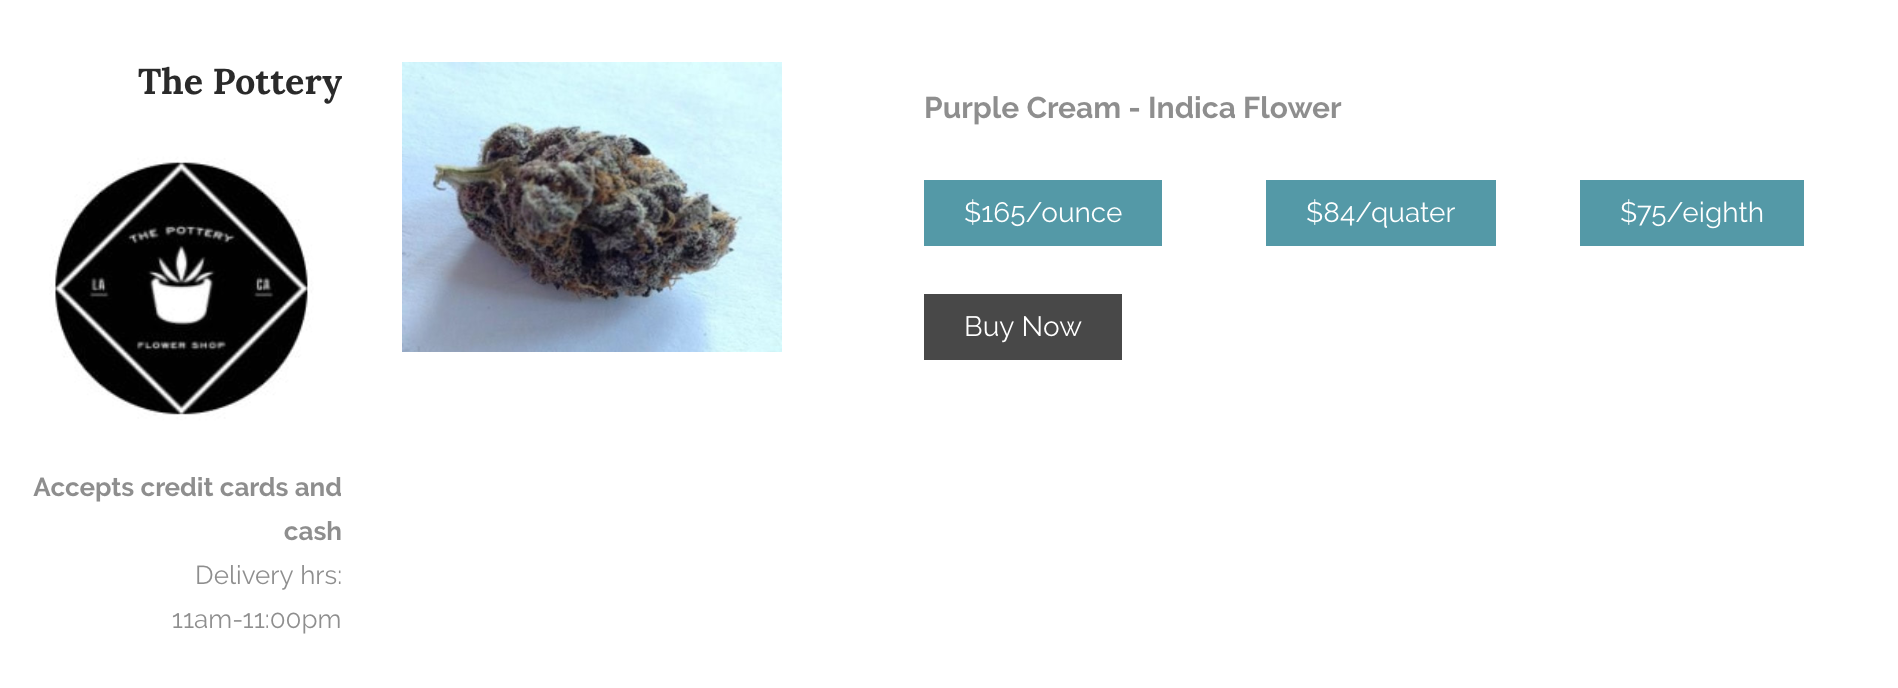 The Pottery
THE POTTERY
LA
CA
FLOWER SHOP
Accepts credit cards and
cash
Delivery hrs:
11am-11:00pm
Purple Cream - Indica Flower
$165/ounce
$84/quater
$75/eighth
Buy Now